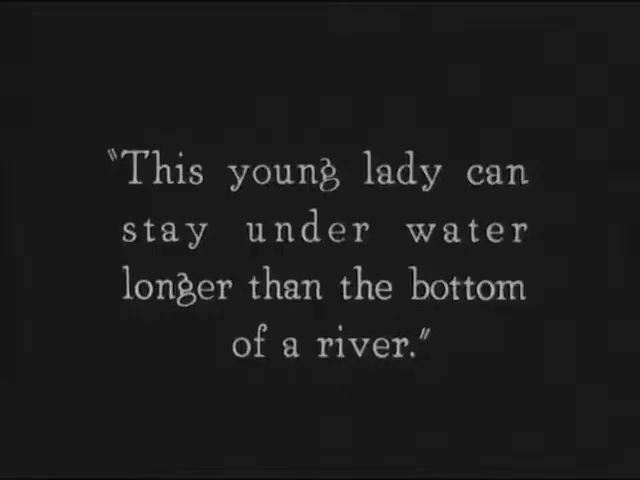 "This young lady can
stay under water
longer than the bottom
of a river."